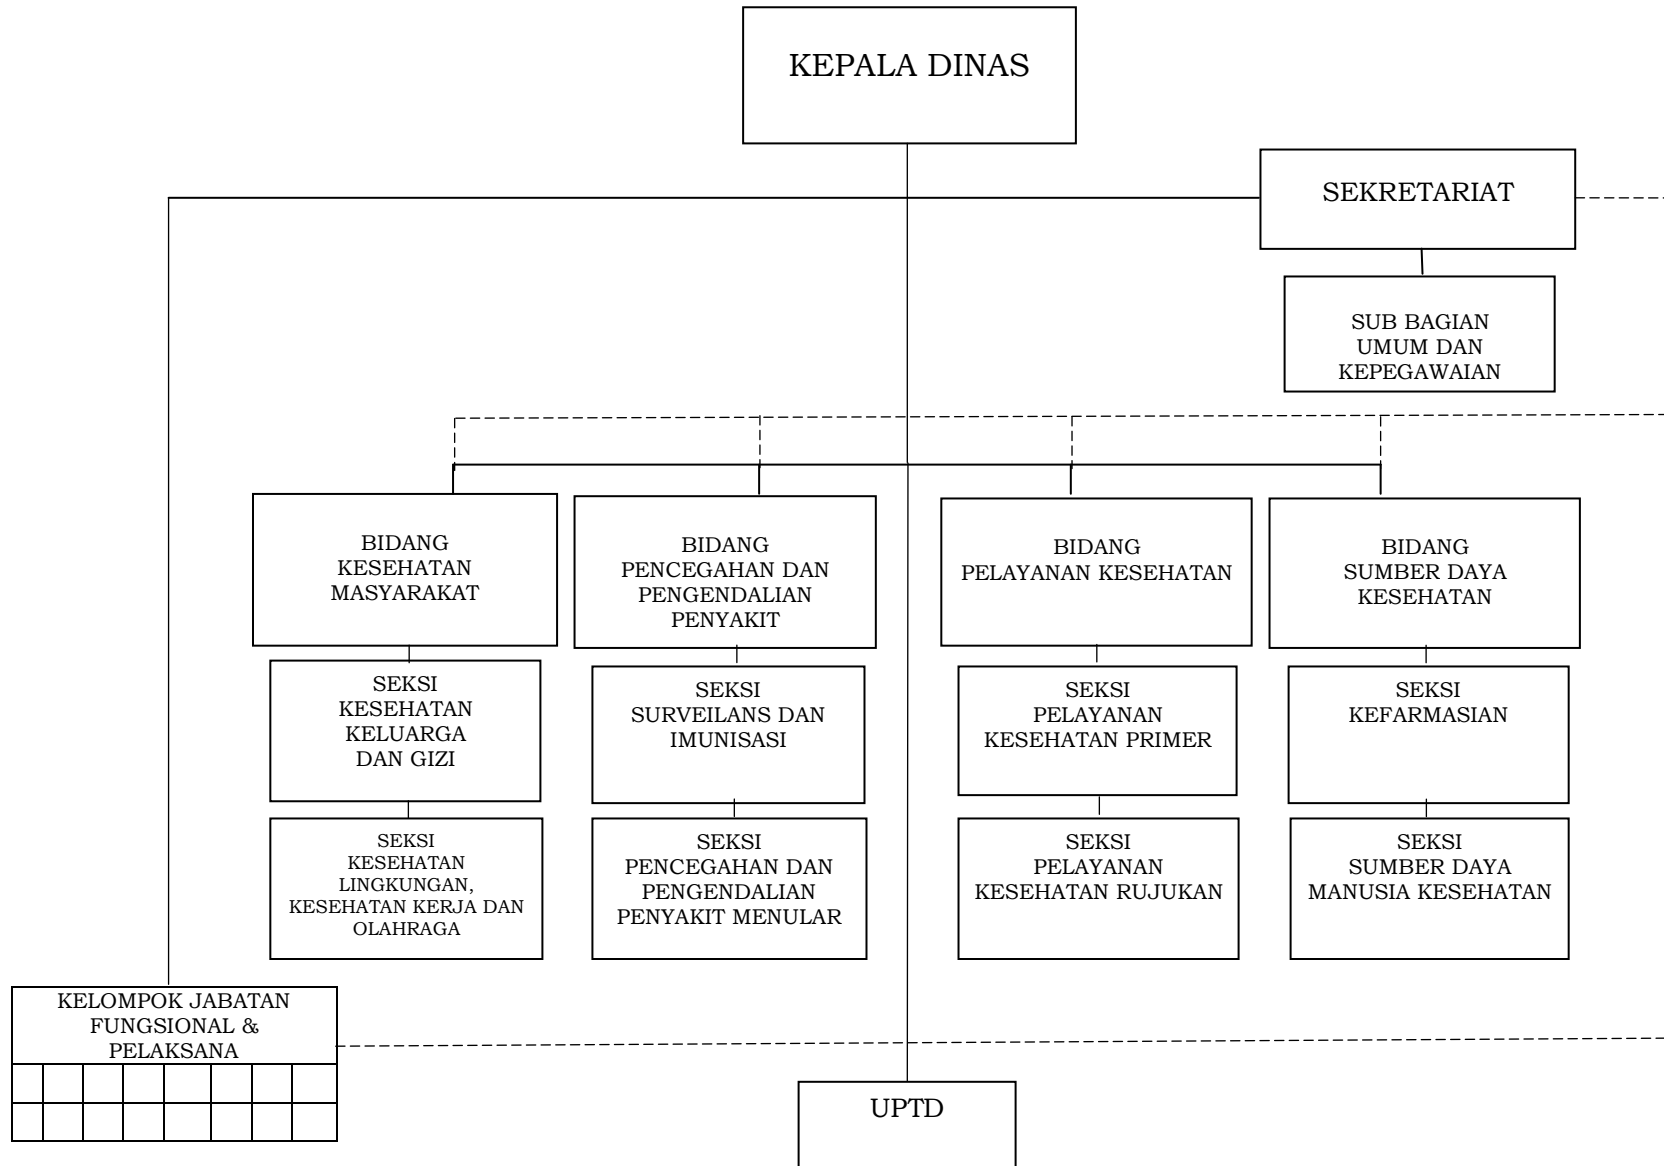 KEPALA DINAS
SEKRETARIAT
SUB BAGIAN
UMUM DAN
KEPEGAWAIAN
BIDANG
KESEHATAN
MASYARAKAT
BIDANG
PENCEGAHAN DAN
PENGENDALIAN
PENYAKIT
BIDANG
PELAYANAN KESEHATAN
BIDANG
SUMBER DAYA
KESEHATAN
SEKSI
KESEHATAN
KELUARGA
DAN GIZI
SEKSI
SURVEILANS DAN
IMUNISASI
SEKSI
PELAYANAN
KESEHATAN PRIMER
SEKSI
KEFARMASIAN
SEKSI
KESEHATAN
LINGKUNGAN,
KESEHATAN KERJA DAN
OLAHRAGA
SEKSI
PENCEGAHAN DAN
PENGENDALIAN
PENYAKIT MENULAR
SEKSI
PELAYANAN
KESEHATAN RUJUKAN
SEKSI
SUMBER DAYA
MANUSIA KESEHATAN
KELOMPOK JABATAN
FUNGSIONAL &
PELAKSANA
UPTD